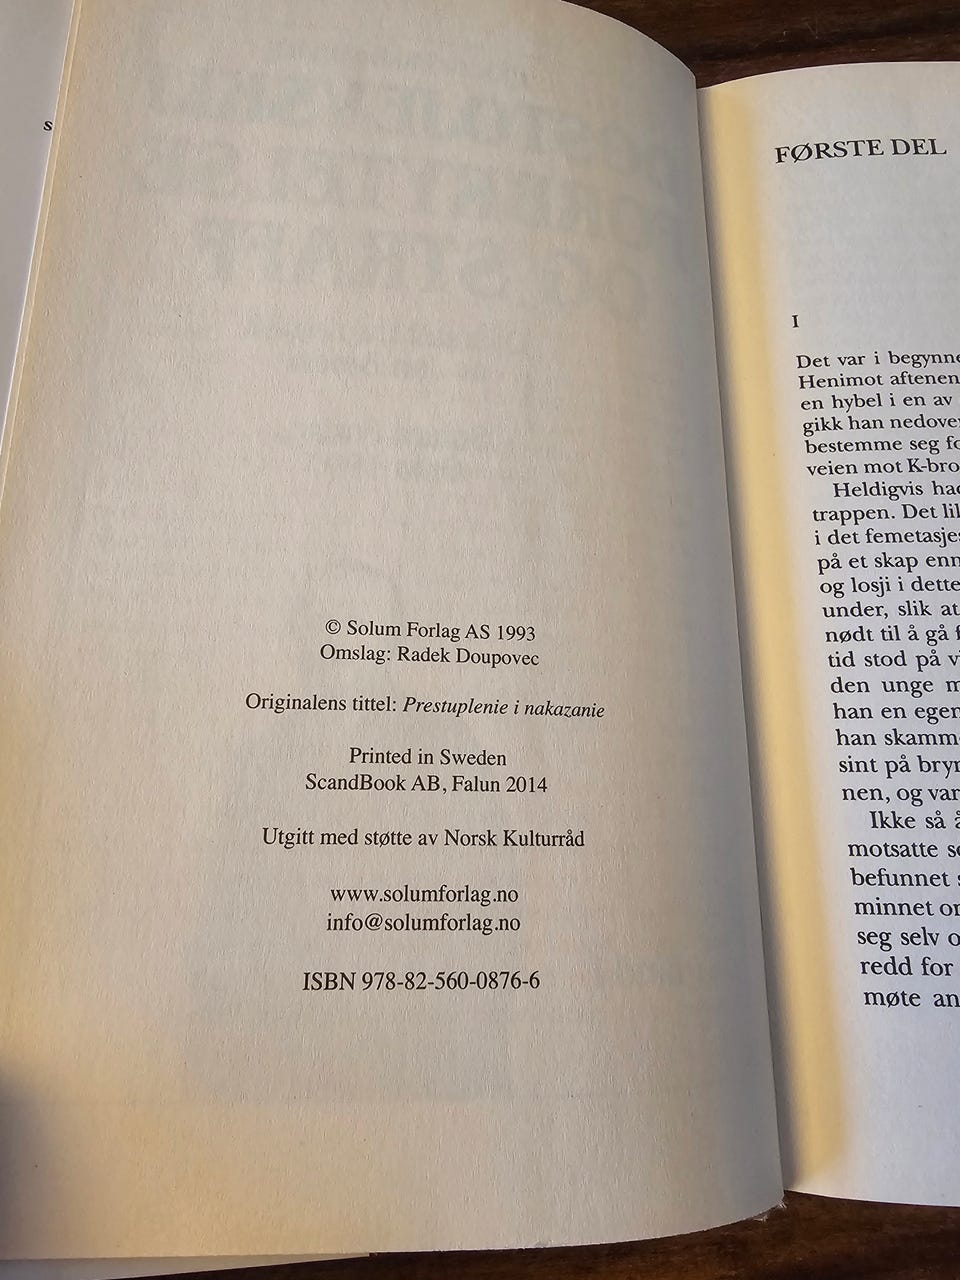 s
© Solum Forlag AS 1993
Omslag: Radek Doupovec
Originalens tittel: Prestuplenie i nakazanie
Printed in Sweden
ScandBook AB, Falun 2014
Utgitt med støtte av Norsk Kulturråd
www.solumforlag.no
info@solumforlag.no
ISBN 978-82-560-0876-6
FØRSTE DEL
I
Det var i begynne
Henimot aftenen
en hybel i en av
gikk han nedover
bestemme seg fo
veien mot K-bro
Heldigvis had
trappen. Det lil
i det femetasjes
på et skap enn
og losji i dette
under, slik at
nødt til å gå f
tid stod på v
den unge m
han en egen
han skamm
sint på bryn
nen, og var
Ikke så å
motsatte s
befunnet s
minnet on
seg selv o
redd for
møte an